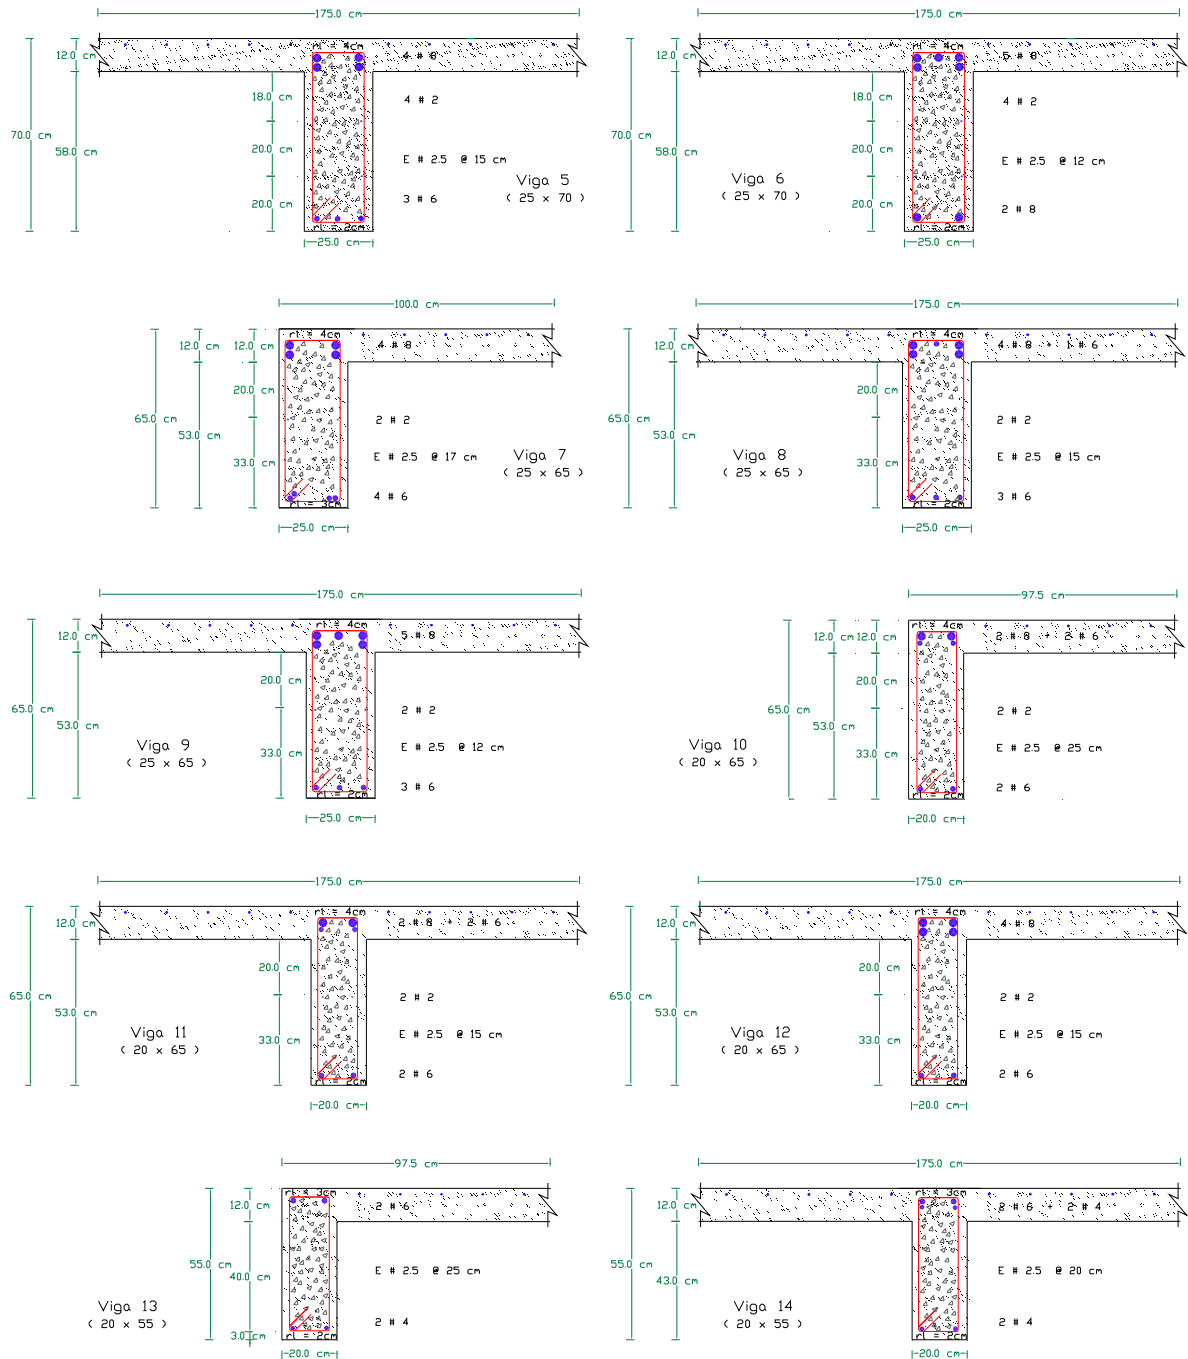 175.0 cm
rl = 4cm
12.0 cm
4 # 8
18.0 cm
4 # 2
70.0 cm
58.0 cm
20.0 cm
E # 2.5 @ 15 cm
Viga 5
( 25 x 70 )
20.0 cm
3 # 6
rl = 2cm
25.0 cm
175.0 cm
rl = 4cm
12.0 cm
5 # 8
18.0 cm
4 # 2
70.0 cm
58.0 cm
20.0 cm
E # 2.5 @ 12 cm
Viga 6
( 25 x 70 )
20.0 cm
2 # 8
rl = 2cm
25.0 cm
100.0 cm
rl = 4cm
12.0 cm
12.0 cm
4 # 8
20.0 cm
65.0 cm
53.0 cm
2 # 2
33.0 cm
E # 2.5 @ 17 cm
Viga 7
( 25 x 65 )
4 # 6
rl = 3cm
25.0 cm
175.0 cm
rl = 4cm
12.0 cm
4 # 8 + 1 # 6
20.0 cm
65.0 cm
53.0 cm
2 # 2
33.0 cm
E # 2.5 @ 15 cm
Viga 8
( 25 x 65 )
3 # 6
rl = 2cm
25.0 cm
175.0 cm
rl = 4cm
12.0 cm
5 # 8
20.0 cm
65.0 cm
53.0 cm
2 # 2
33.0 cm
E # 2.5 @ 12 cm
Viga 9
( 25 x 65 )
3 # 6
rl = 2cm
25.0 cm
97.5 cm
rl = 4cm
12.0 cm
12.0 cm
2 # 8 + 2 # 6
20.0 cm
65.0 cm
53.0 cm
2 # 2
33.0 cm
E # 2.5 @ 25 cm
Viga 10
( 20 x 65 )
2 # 6
rl = 2cm
20.0 cm
175.0 cm
rl = 4cm
12.0 cm
2 # 8 + 2 # 6
20.0 cm
65.0 cm
53.0 cm
2 # 2
33.0 cm
E # 2.5 @ 15 cm
Viga 11
( 20 x 65 )
2 # 6
rl = 2cm
20.0 cm
175.0 cm
rl = 4cm
12.0 cm
4 # 8
20.0 cm
65.0 cm
53.0 cm
2 # 2
33.0 cm
E # 2.5 @ 15 cm
Viga 12
( 20 x 65 )
2 # 6
rl = 2cm
20.0 cm
97.5 cm
rl = 3cm
12.0 cm
2 # 6
55.0 cm
40.0 cm
E # 2.5 @ 25 cm
Viga 13
( 20 x 55 )
2 # 4
3.0 cm
rl = 2cm
20.0 cm
175.0 cm
rl = 3cm
12.0 cm
2 # 6 + 2 # 4
55.0 cm
43.0 cm
E # 2.5 @ 20 cm
Viga 14
( 20 x 55 )
2 # 4
rl = 2cm
20.0 cm